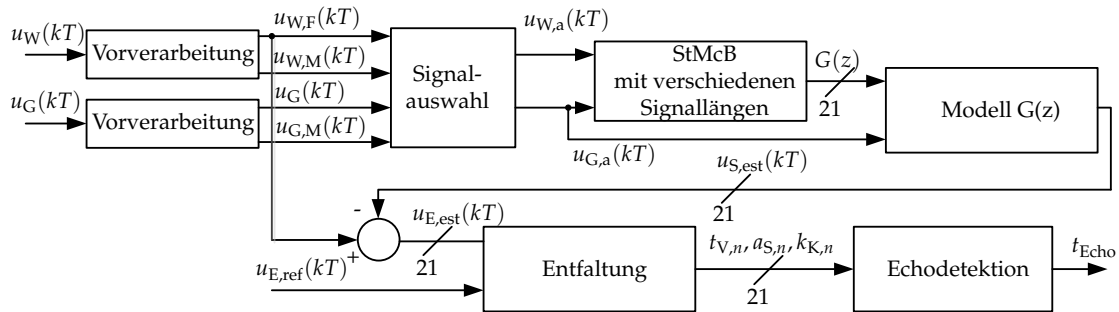 u_W(kT)
Vorverarbeitung
u_W,F(kT)
u_W,M(kT)
u_G(kT)
Vorverarbeitung
u_G(kT)
u_G,M(kT)
Signal-
auswahl
u_W,a(kT)
u_G,a(kT)
StMcB
mit verschiedenen
Signallängen
G(z)
21
Modell G(z)
u_S,est(kT)
21
-
+
u_E,est(kT)
21
u_E,ref(kT)
Entfaltung
t_V,n, a_S,n, k_K,n
21
Echodetektion
t_Echo